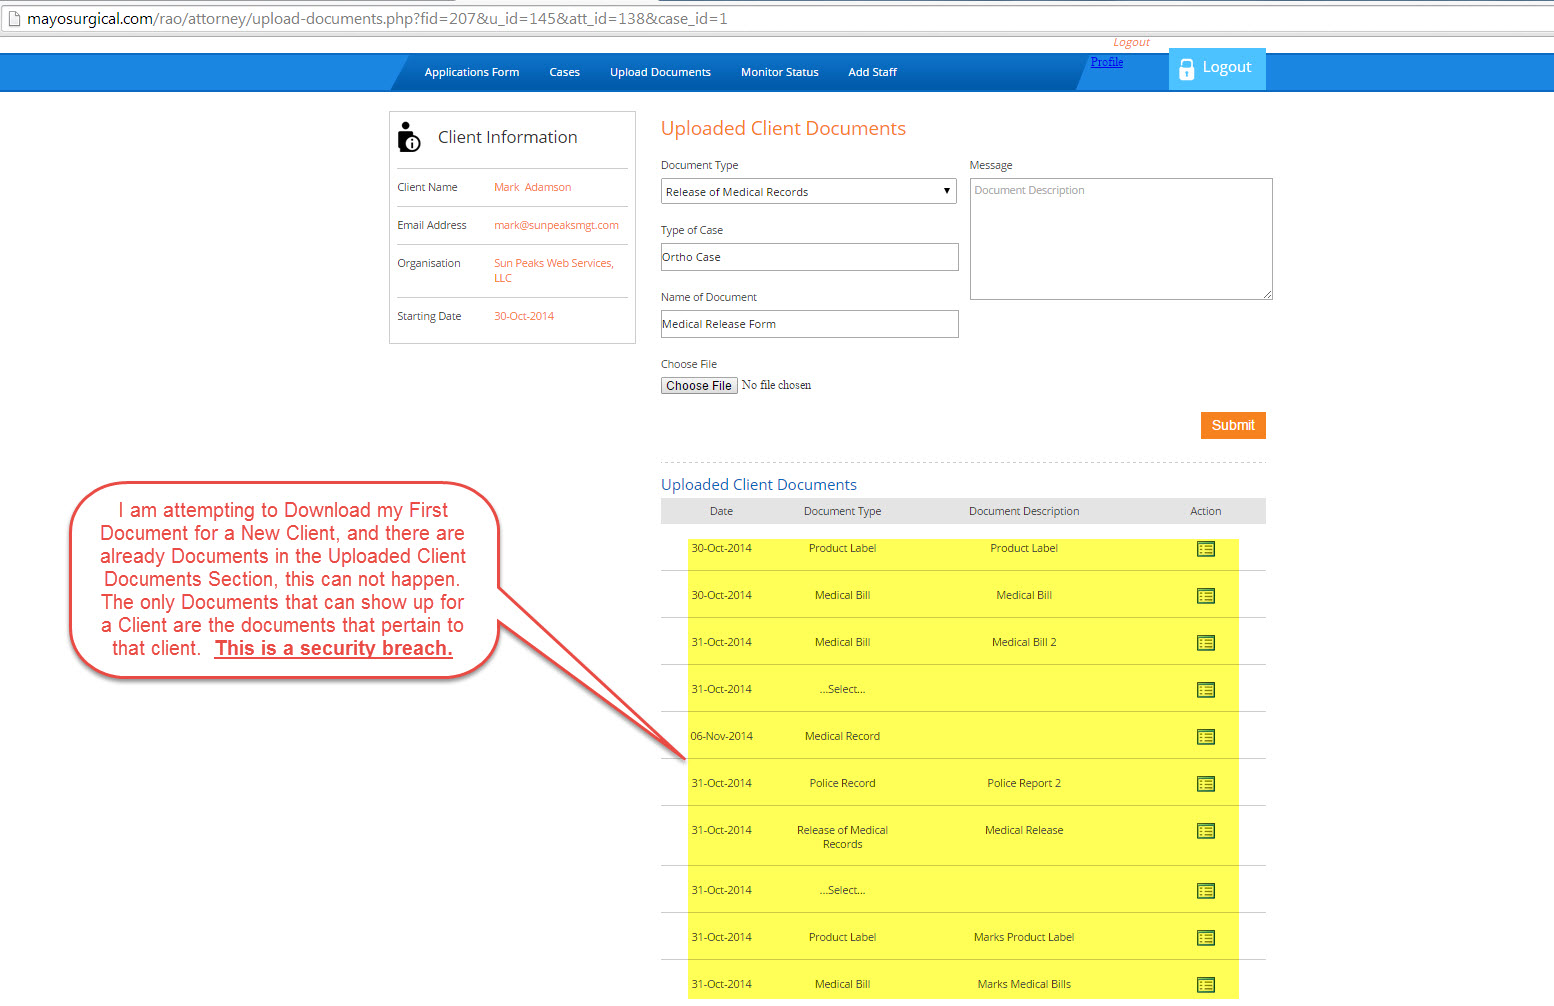 mayosurgical.com/rao/attorney/upload-documents.php?fid=207&u_id=145&att_id=138&case_id=1
Logout
Applications Form Cases Upload Documents Monitor Status Add Staff Profile Logout
Client Information
Client Name Mark Adamson
Email Address mark@sunpeaksmgt.com
Organisation Sun Peaks Web Services,
LLC
Starting Date 30-Oct-2014
Uploaded Client Documents
Document Type
Release of Medical Records
Type of Case
Ortho Case
Name of Document
Medical Release Form
Choose File
Choose File No file chosen
Message
Document Description
Submit
I am attempting to Download my First
Document for a New Client, and there are
already Documents in the Uploaded Client
Documents Section, this can not happen.
The only Documents that can show up for
a Client are the documents that pertain to
that client. This is a security breach.
Uploaded Client Documents
Date Document Type Document Description Action
30-Oct-2014 Product Label Product Label
30-Oct-2014 Medical Bill Medical Bill
31-Oct-2014 Medical Bill Medical Bill 2
31-Oct-2014 ...Select...
06-Nov-2014 Medical Record
31-Oct-2014 Police Record Police Report 2
31-Oct-2014 Release of Medical Medical Release
Records
31-Oct-2014 ...Select...
31-Oct-2014 Product Label Marks Product Label
31-Oct-2014 Medical Bill Marks Medical Bills